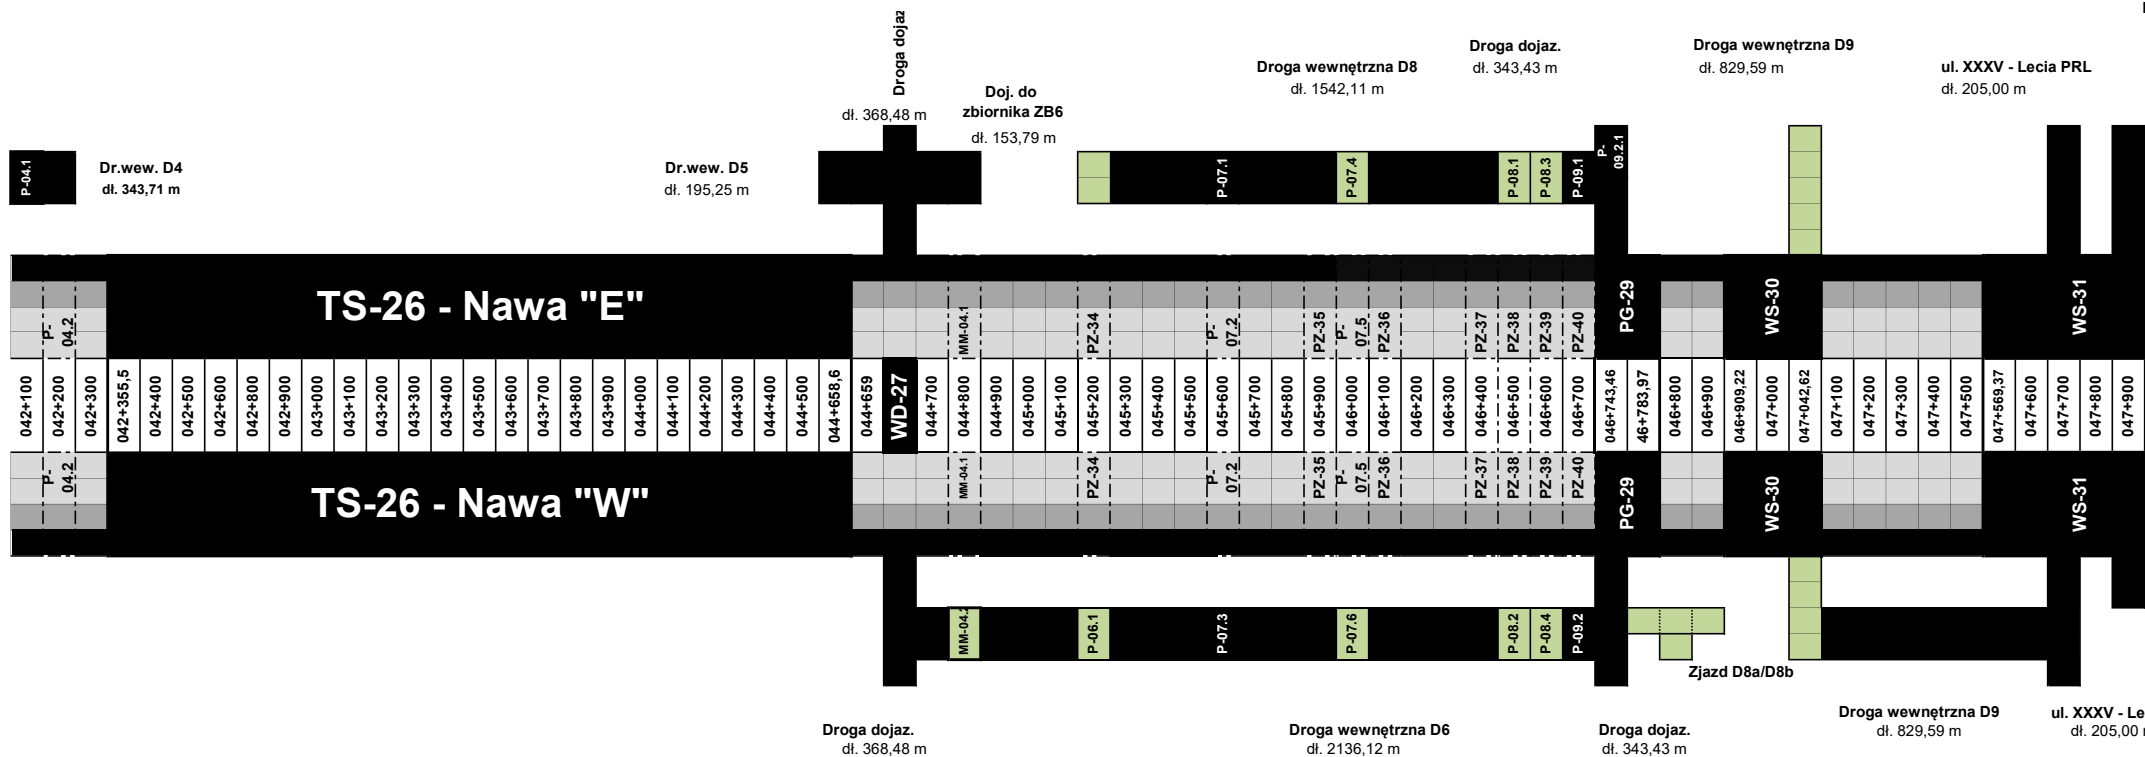 Droga dojaz
dł. 368,48 m
Doj. do
zbiornika ZB6
dł. 153,79 m
Droga wewnętrzna D8
dł. 1542,11 m
Droga dojaz.
dł. 343,43 m
Droga wewnętrzna D9
dł. 829,59 m
ul. XXXV - Lecia PRL
dł. 205,00 m
P-04.1
Dr.wew. D4
dł. 343,71 m
Dr.wew. D5
dł. 195,25 m
P-07.1
P-07.4
P-08.1
P-08.3
P-09.1
P-
09.2.1
P-
04.2
TS-26 - Nawa "E"
MM-04.1
PZ-34
P-
07.2
PZ-35
P-
07.5
PZ-36
PZ-37
PZ-38
PZ-39
PZ-40
PG-29
WS-30
WS-31
042+100
042+200
042+300
042+355,5
042+400
042+500
042+600
042+800
042+900
043+000
043+100
043+200
043+300
043+400
043+500
043+600
043+700
043+800
043+900
044+000
044+100
044+200
044+300
044+400
044+500
044+658,6
044+659
WD-27
044+700
044+800
044+900
045+000
045+100
045+200
045+300
045+400
045+500
045+600
045+700
045+800
045+900
046+000
046+100
046+200
046+300
046+400
046+500
046+600
046+700
046+743,46
46+783,97
046+800
046+900
046+909,22
047+000
047+042,62
047+100
047+200
047+300
047+400
047+500
047+569,37
047+600
047+700
047+800
047+900
P-
04.2
TS-26 - Nawa "W"
MM-04.1
PZ-34
P-
07.2
PZ-35
P-
07.5
PZ-36
PZ-37
PZ-38
PZ-39
PZ-40
PG-29
WS-30
WS-31
MM-04.2
P-06.1
P-07.3
P-07.6
P-08.2
P-08.4
P-09.2
Zjazd D8a/D8b
Droga dojaz.
dł. 368,48 m
Droga wewnętrzna D6
dł. 2136,12 m
Droga dojaz.
dł. 343,43 m
Droga wewnętrzna D9
dł. 829,59 m
ul. XXXV - Le
dł. 205,00